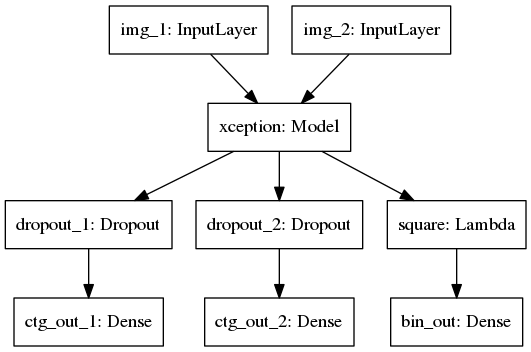 img_1: InputLayer
img_2: InputLayer
xception: Model
dropout_1: Dropout
dropout_2: Dropout
square: Lambda
ctg_out_1: Dense
ctg_out_2: Dense
bin_out: Dense